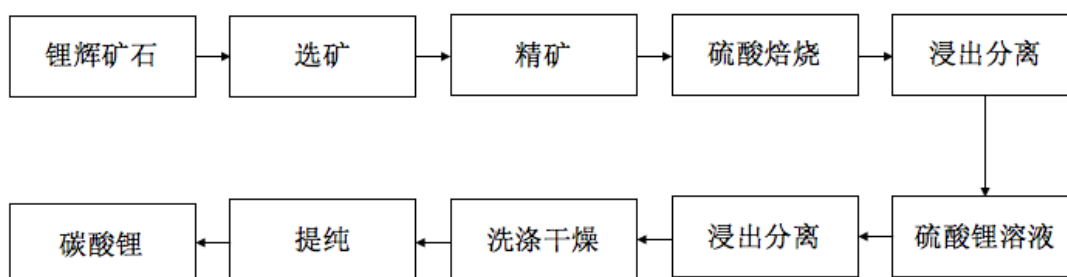 锂辉矿石
选矿
精矿
硫酸焙烧
浸出分离
硫酸锂溶液
浸出分离
洗涤干燥
提纯
碳酸锂